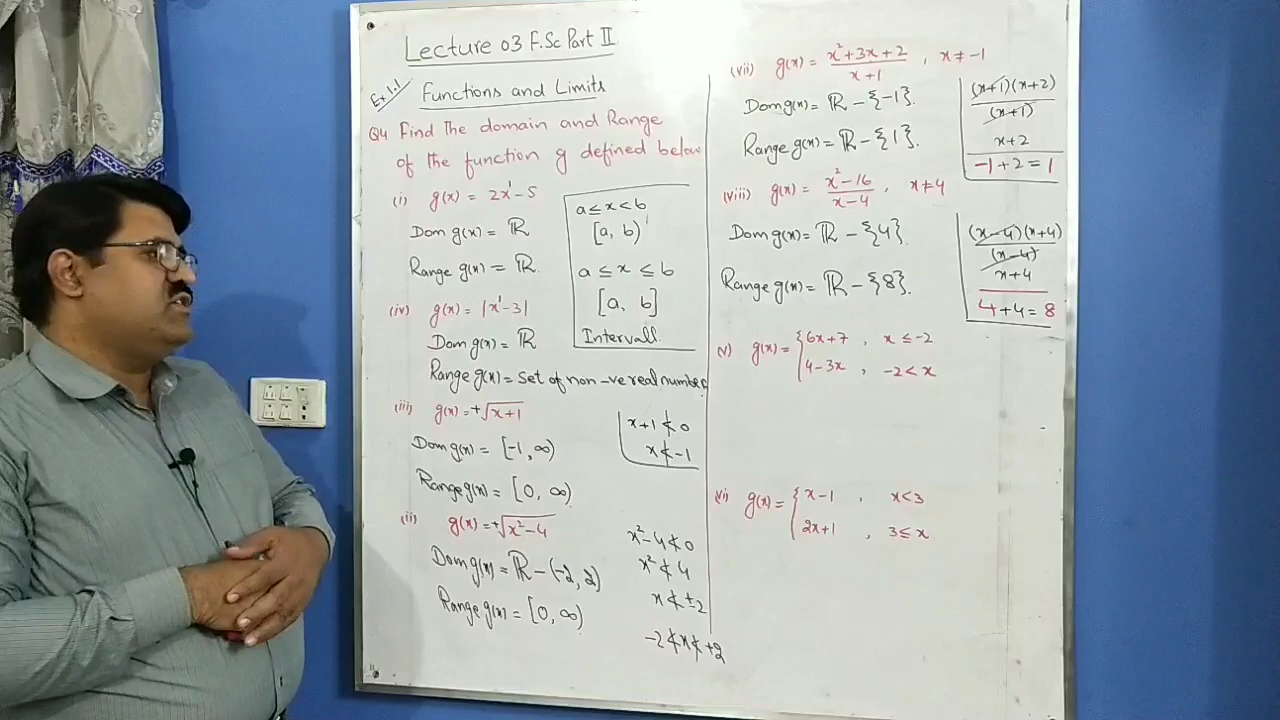 Lecture 03 F.Sc Part II
Ex.1.1 Functions and Limits
Q4 Find The domain and Range
of the function g defined below
(i) g(x) = 2x¹-5
Dom g(x) = ℝ
Range g(x) = ℝ
a≤x<b
[a, b)
a ≤ x ≤ b
[a, b]
Intervall.
(iv) g(x) = |x¹-3|
Dom g(x) = ℝ
Range g(x) = Set of non -ve real number.
(iii) g(x) = +√x+1
Dom g(x) = [-1, ∞)
Range g(x) = [0, ∞)
x+1 ≮ 0
x ≮ -1
(ii) g(x) = +√x²-4
Dom g(x) = ℝ - (-2, 2)
Range g(x) = [0, ∞)
x²-4 ≮ 0
x² ≮ 4
x ≮ ±2
-2 ≮ x ≮ +2
(vii) g(x) = x²+3x+2 / x+1 , x ≠ -1
Dom g(x) = ℝ - {-1}.
Range g(x) = ℝ - {1}.
(x+1)(x+2)
(x+1)
x+2
-1+2 = 1
(viii) g(x) = x²-16 / x-4 , x ≠ 4
Dom g(x) = ℝ - {4}.
Range g(x) = ℝ - {8}.
(x-4)(x+4)
(x-4)
x+4
4+4 = 8
(v) g(x) = { 6x+7 , x ≤ -2
4-3x , -2 < x
(vi) g(x) = { x-1 , x<3
2x+1 , 3 ≤ x